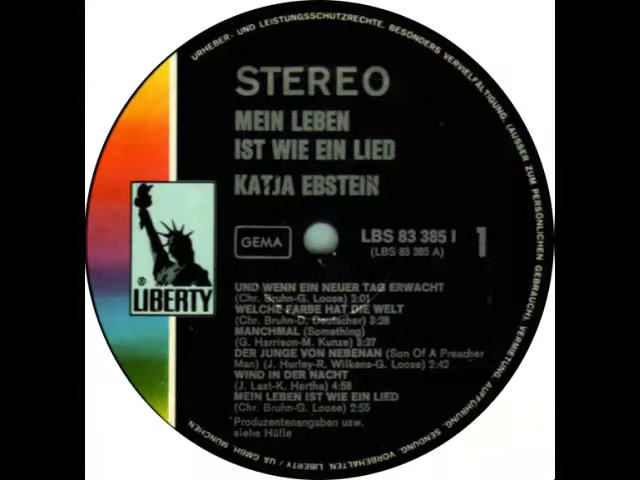 URHEBER- UND LEISTUNGSSCHUTZRECHTE, BESONDERS VERVIELFÄLTIGUNG, (AUSSER ZUM PERSÖNLICHEN GEBRAUCH), VERMIETUNG, AUFFÜHRUNG, SENDUNG VORBEHALTEN. LIBERTY / UA GMBH, MÜNCHEN
STEREO
MEIN LEBEN
IST WIE EIN LIED
KATJA EBSTEIN
GEMA
LBS 83 385 I
(LBS 83 385 A)
1
® LIBERTY
UND WENN EIN NEUER TAG ERWACHT
(Chr. Bruhn-G. Loose) 3:01
WELCHE FARBE HAT DIE WELT
(Chr. Bruhn-D. Deutscher) 3:28
MANCHMAL (Something)
(G. Harrison-M. Kunze) 3:37
DER JUNGE VON NEBENAN (Son Of A Preacher
Man) (J. Hurley-R. Wilkens-G. Loose) 2:42
WIND IN DER NACHT
(J. Last-K. Hertha) 4:58
MEIN LEBEN IST WIE EIN LIED
(Chr. Bruhn-G. Loose) 2:55
*Produzentenangaben usw.
siehe Hülle